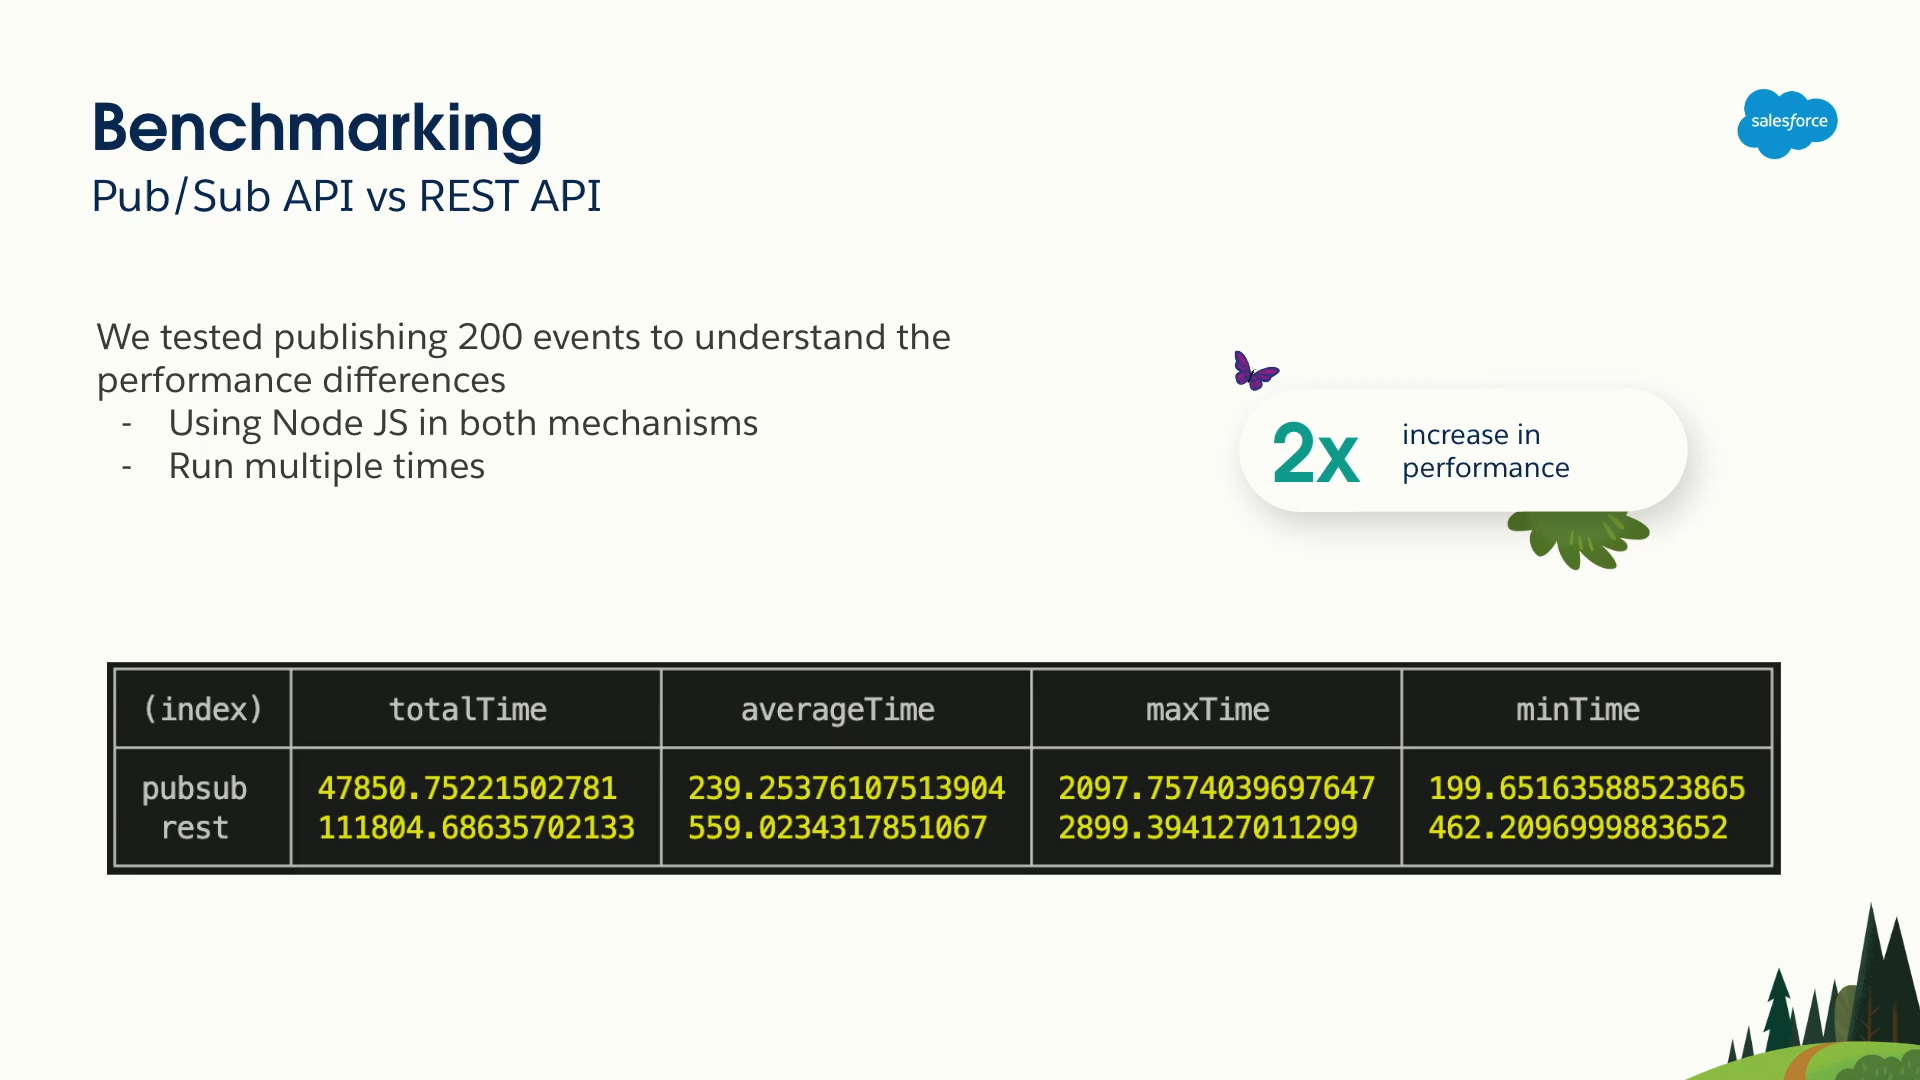 Benchmarking
Pub/Sub API vs REST API
salesforce
We tested publishing 200 events to understand the
performance differences
- Using Node JS in both mechanisms
- Run multiple times
2x increase in
performance
(index) totalTime averageTime maxTime minTime
pubsub 47850.75221502781 239.25376107513904 2097.7574039697647 199.65163588523865
rest 111804.68635702133 559.0234317851067 2899.394127011299 462.2096999883652